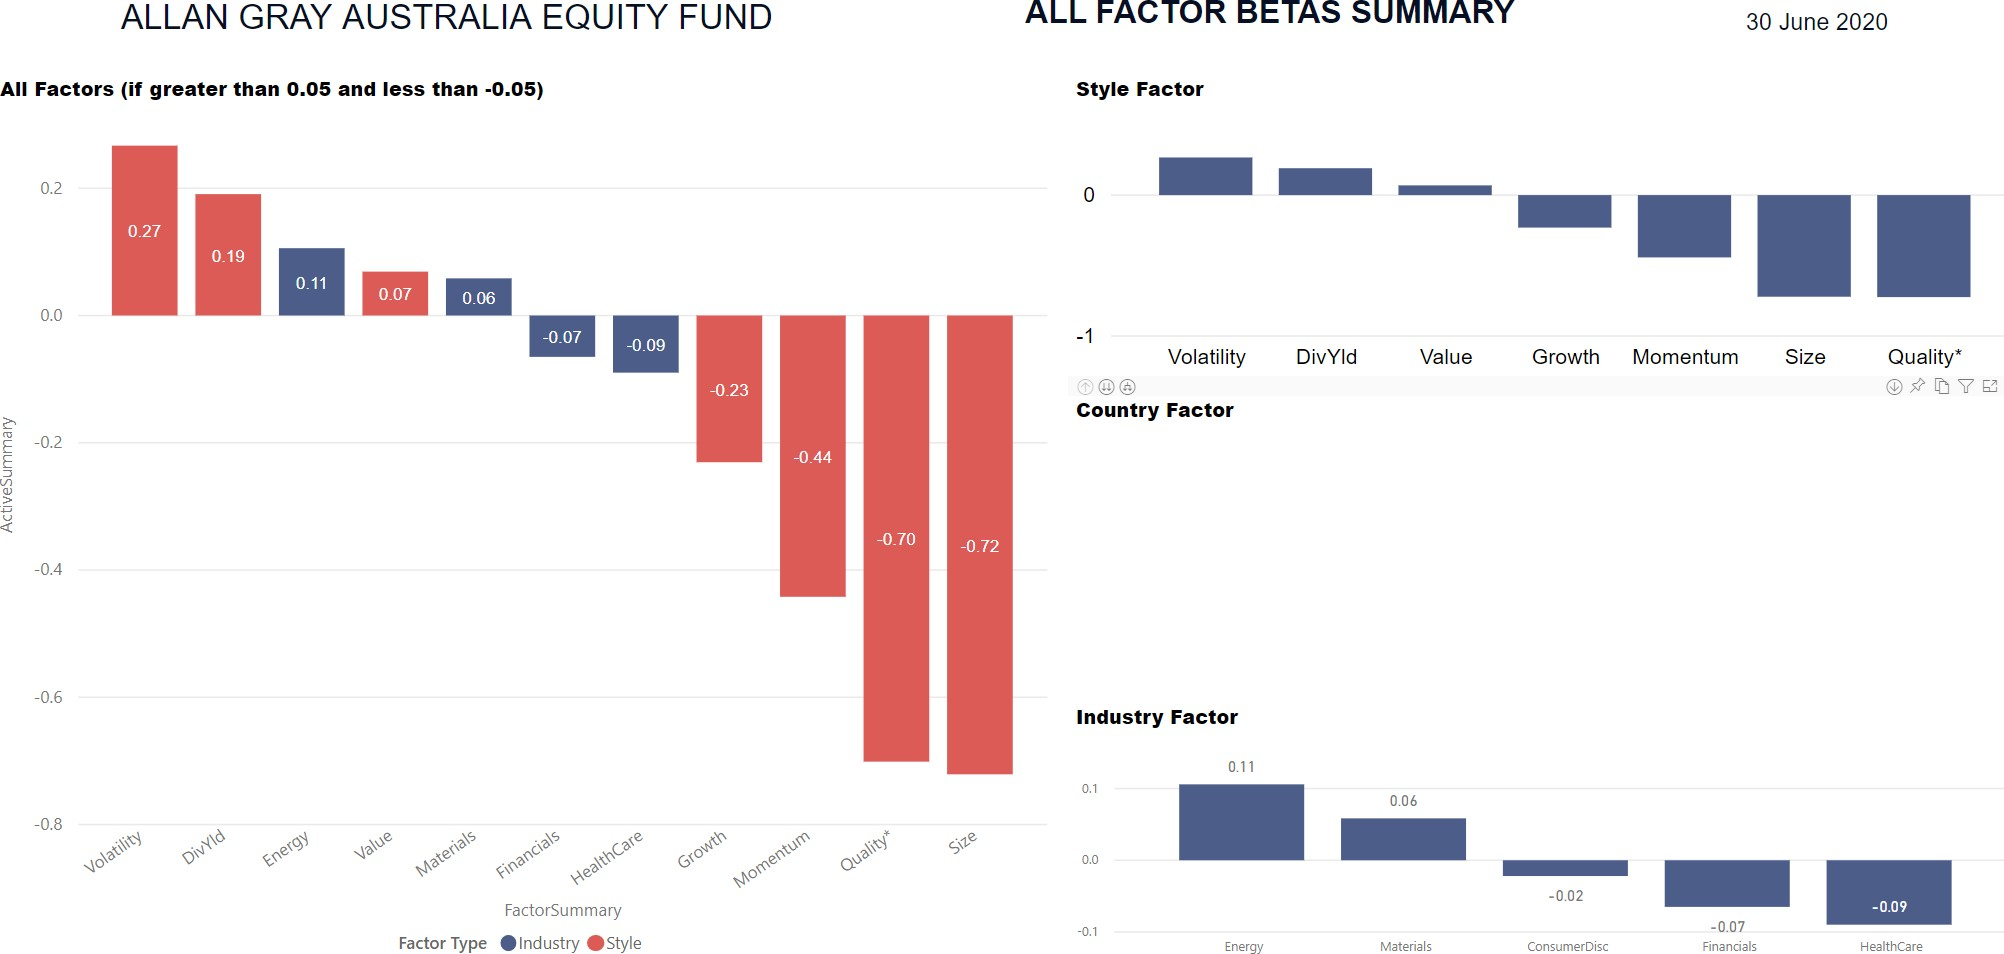 ALLAN GRAY AUSTRALIA EQUITY FUND
ALL FACTOR BETAS SUMMARY
30 June 2020
All Factors (if greater than 0.05 and less than -0.05)
ActiveSummary
0.2
0.0
-0.2
-0.4
-0.6
-0.8
0.27
0.19
0.11
0.07
0.06
-0.07
-0.09
-0.23
-0.44
-0.70
-0.72
Volatility
DivYld
Energy
Value
Materials
Financials
HealthCare
Growth
Momentum
Quality*
Size
FactorSummary
Factor Type Industry Style
Style Factor
0
-1
Volatility DivYld Value Growth Momentum Size Quality*
Country Factor
Industry Factor
0.1
0.0
-0.1
0.11
0.06
-0.02
-0.07
-0.09
Energy Materials ConsumerDisc Financials HealthCare